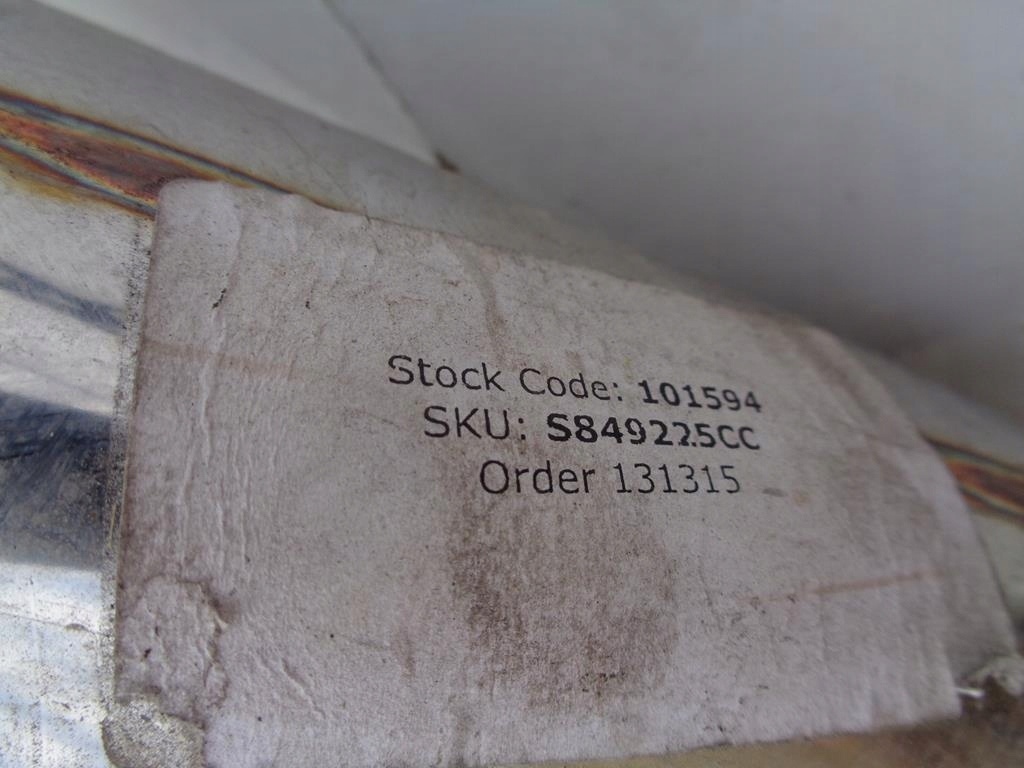 Stock Code: 101594
SKU: S849225CC
Order 131315